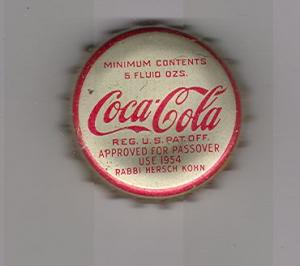 MINIMUM CONTENTS
6 FLUID OZS.
Coca-Cola
REG. U.S. PAT. OFF.
APPROVED FOR PASSOVER
USE 1954
RABBI HERSCH KOHN